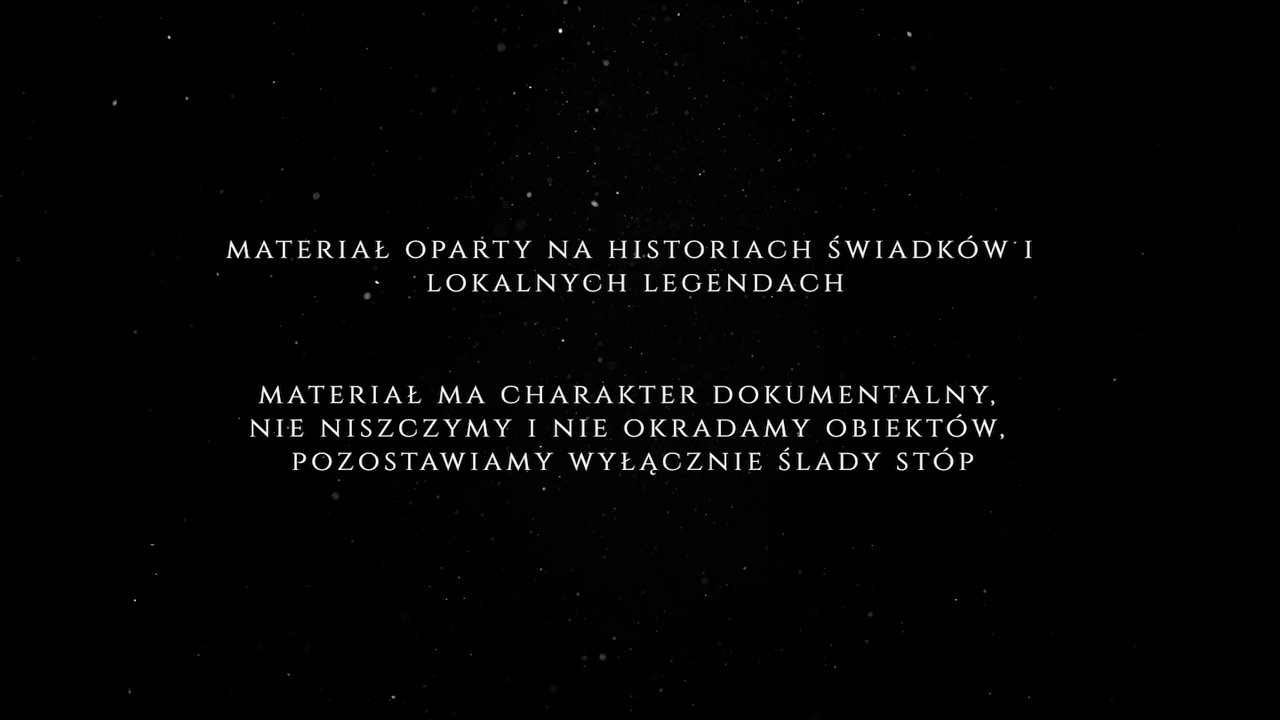 MATERIAŁ OPARTY NA HISTORIACH ŚWIADKÓW I
LOKALNYCH LEGENDACH
MATERIAŁ MA CHARAKTER DOKUMENTALNY,
NIE NISZCZYMY I NIE OKRADAMY OBIEKTÓW,
POZOSTAWIAMY WYŁĄCZNIE ŚLADY STÓP